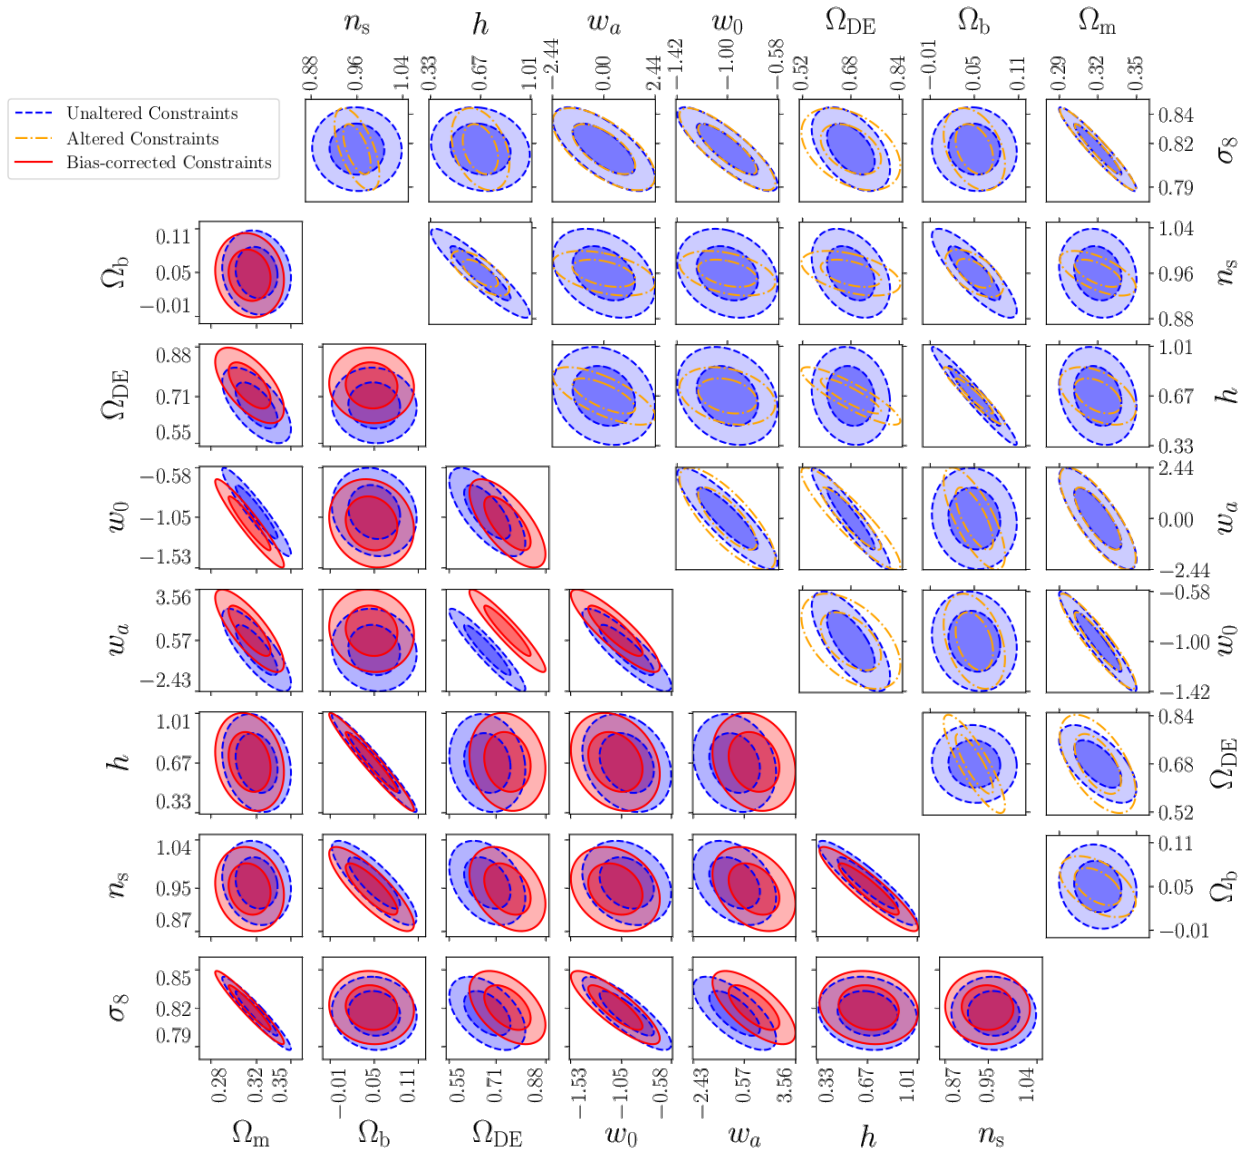 n_s h w_a w_0 Ω_DE Ω_b Ω_m
0.88 0.96 1.04 0.33 0.67 1.01 −2.44 0.00 2.44 −1.42 −1.00 −0.58 0.52 0.68 0.84 −0.01 0.05 0.11 0.29 0.32 0.35
Unaltered Constraints
Altered Constraints
Bias-corrected Constraints
0.84
0.82
0.79
σ_8
Ω_b
0.11
0.05
−0.01
1.04
0.96
0.88
n_s
Ω_DE
0.88
0.71
0.55
1.01
0.67
0.33
h
w_0
−0.58
−1.05
−1.53
2.44
0.00
−2.44
w_a
w_a
3.56
0.57
−2.43
−0.58
−1.00
−1.42
w_0
h
1.01
0.67
0.33
0.84
0.68
0.52
Ω_DE
n_s
1.04
0.95
0.87
0.11
0.05
−0.01
Ω_b
σ_8
0.85
0.82
0.79
0.28 0.32 0.35 −0.01 0.05 0.11 0.55 0.71 0.88 −1.53 −1.05 −0.58 −2.43 0.57 3.56 0.33 0.67 1.01 0.87 0.95 1.04
Ω_m Ω_b Ω_DE w_0 w_a h n_s